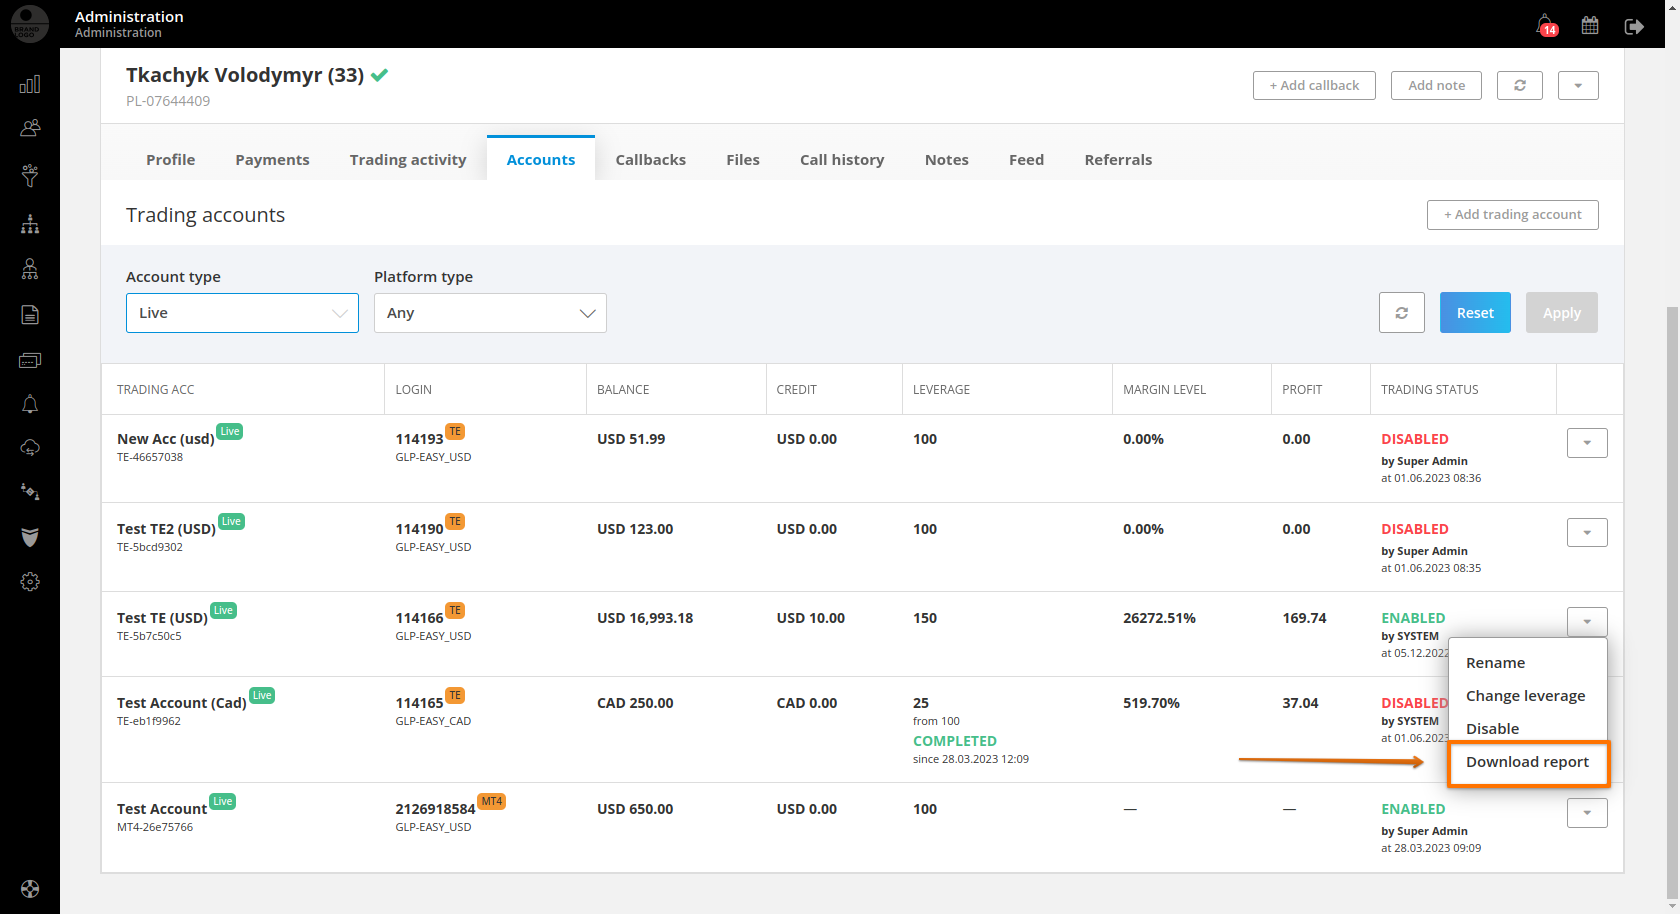 BRAND
LOGO
Administration
Administration
14
Tkachyk Volodymyr (33)
PL-07644409
+ Add callback
Add note
Profile
Payments
Trading activity
Accounts
Callbacks
Files
Call history
Notes
Feed
Referrals
Trading accounts
+ Add trading account
Account type
Platform type
Live
Any
Reset
Apply
TRADING ACC
LOGIN
BALANCE
CREDIT
LEVERAGE
MARGIN LEVEL
PROFIT
TRADING STATUS
New Acc (usd) Live
TE-46657038
114193 TE
GLP-EASY_USD
USD 51.99
USD 0.00
100
0.00%
0.00
DISABLED
by Super Admin
at 01.06.2023 08:36
Test TE2 (USD) Live
TE-5bcd9302
114190 TE
GLP-EASY_USD
USD 123.00
USD 0.00
100
0.00%
0.00
DISABLED
by Super Admin
at 01.06.2023 08:35
Test TE (USD) Live
TE-5b7c50c5
114166 TE
GLP-EASY_USD
USD 16,993.18
USD 10.00
150
26272.51%
169.74
ENABLED
by SYSTEM
at 05.12.2022
Rename
Change leverage
Disable
Download report
Test Account (Cad) Live
TE-eb1f9962
114165 TE
GLP-EASY_CAD
CAD 250.00
CAD 0.00
25
from 100
COMPLETED
since 28.03.2023 12:09
519.70%
37.04
DISABLED
by SYSTEM
at 01.06.2023
Test Account Live
MT4-26e75766
2126918584 MT4
GLP-EASY_USD
USD 650.00
USD 0.00
100
—
—
ENABLED
by Super Admin
at 28.03.2023 09:09